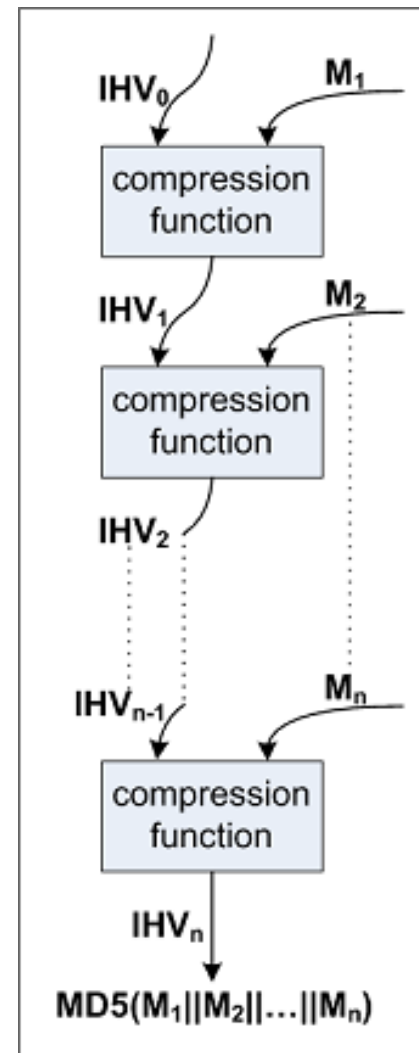 IHV₀
M₁
compression
function
IHV₁
M₂
compression
function
IHV₂
IHVₙ₋₁
Mₙ
compression
function
IHVₙ
MD5(M₁||M₂||...||Mₙ)